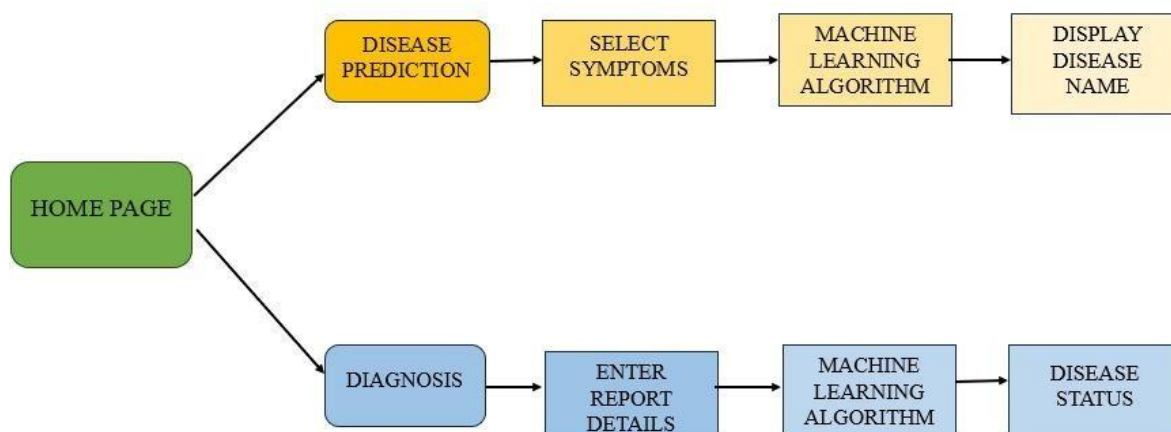 DISEASE
PREDICTION
SELECT
SYMPTOMS
MACHINE
LEARNING
ALGORITHM
DISPLAY
DISEASE
NAME
HOME PAGE
DIAGNOSIS
ENTER
REPORT
DETAILS
MACHINE
LEARNING
ALGORITHM
DISEASE
STATUS